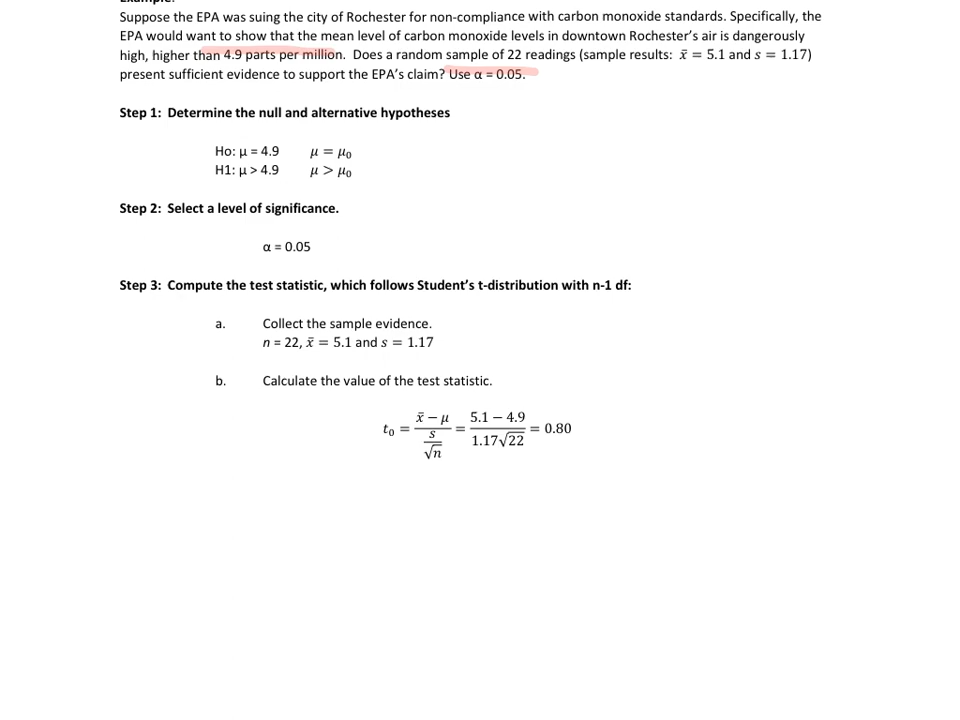 Example:
Suppose the EPA was suing the city of Rochester for non-compliance with carbon monoxide standards. Specifically, the
EPA would want to show that the mean level of carbon monoxide levels in downtown Rochester's air is dangerously
high, higher than 4.9 parts per million. Does a random sample of 22 readings (sample results: x̄ = 5.1 and s = 1.17)
present sufficient evidence to support the EPA's claim? Use α = 0.05.
Step 1: Determine the null and alternative hypotheses
Ho: μ = 4.9 μ = μ₀
H1: μ > 4.9 μ > μ₀
Step 2: Select a level of significance.
α = 0.05
Step 3: Compute the test statistic, which follows Student's t-distribution with n-1 df:
a. Collect the sample evidence.
n = 22, x̄ = 5.1 and s = 1.17
b. Calculate the value of the test statistic.
t₀ = (x̄ − μ)/(s/√n) = (5.1 − 4.9)/(1.17√22) = 0.80